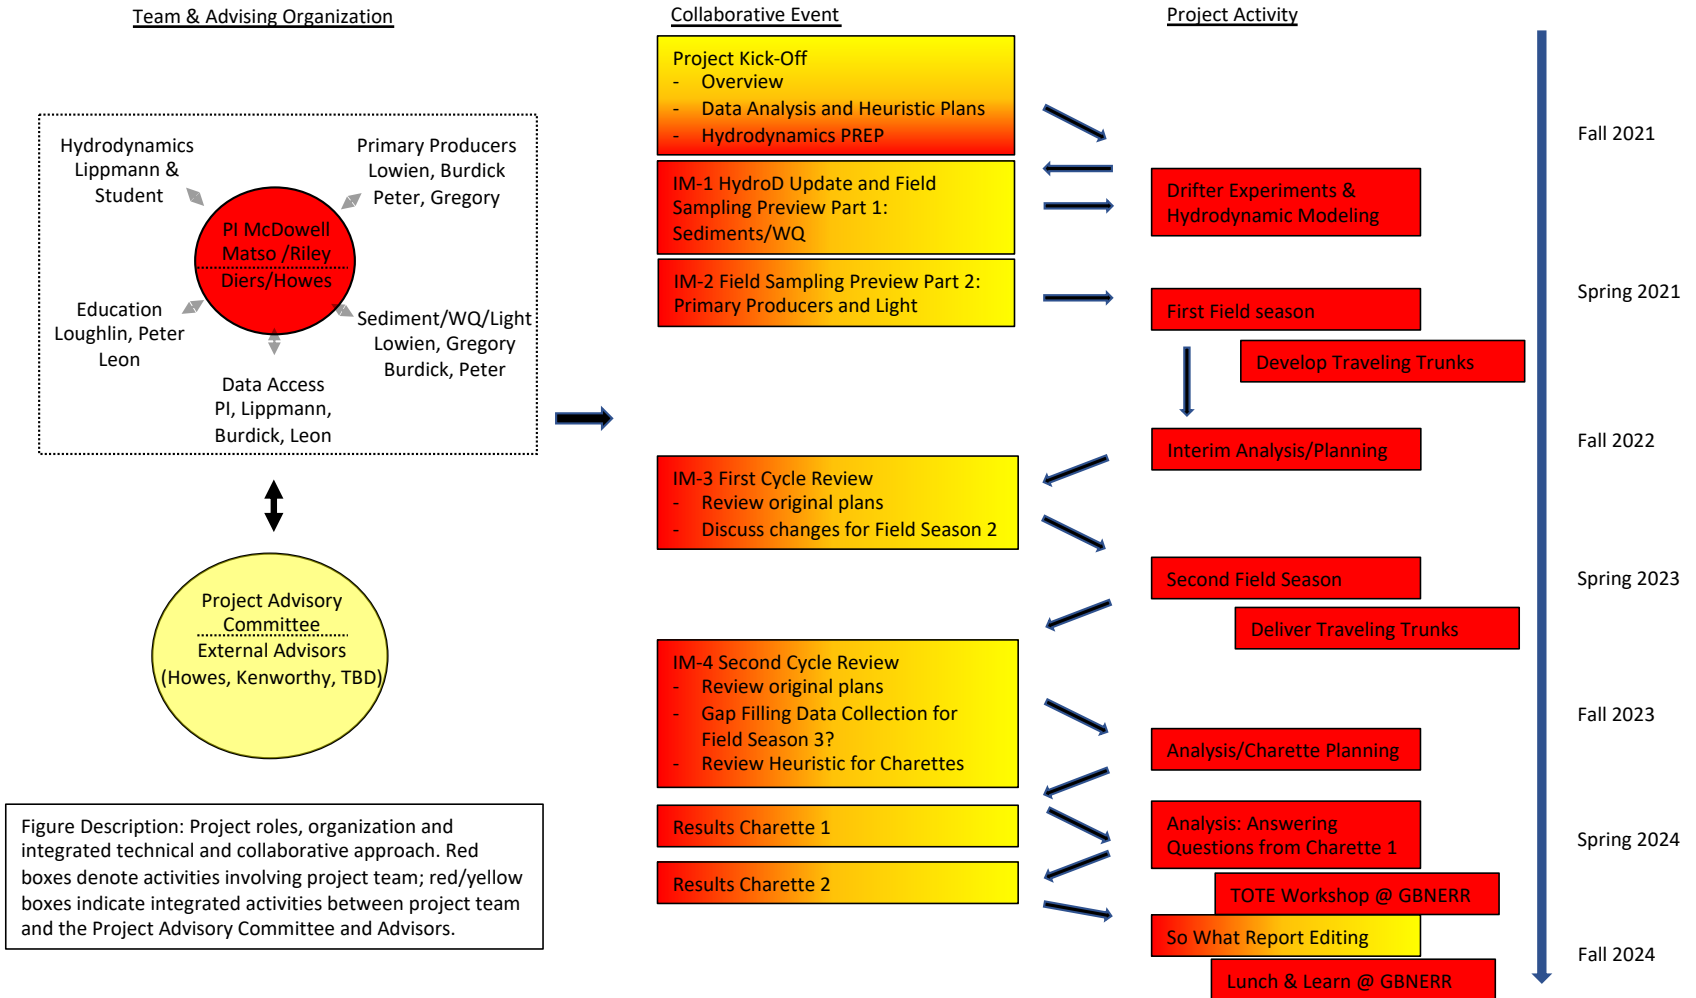 Team & Advising Organization
Hydrodynamics
Lippmann &
Student
Primary Producers
Lowien, Burdick
Peter, Gregory
PI McDowell
Matso /Riley
Diers/Howes
Education
Loughlin, Peter
Leon
Sediment/WQ/Light
Lowien, Gregory
Burdick, Peter
Data Access
PI, Lippmann,
Burdick, Leon
Project Advisory
Committee
External Advisors
(Howes, Kenworthy, TBD)
Figure Description: Project roles, organization and
integrated technical and collaborative approach. Red
boxes denote activities involving project team; red/yellow
boxes indicate integrated activities between project team
and the Project Advisory Committee and Advisors.
Collaborative Event
Project Kick-Off
- Overview
- Data Analysis and Heuristic Plans
- Hydrodynamics PREP
IM-1 HydroD Update and Field
Sampling Preview Part 1:
Sediments/WQ
IM-2 Field Sampling Preview Part 2:
Primary Producers and Light
IM-3 First Cycle Review
- Review original plans
- Discuss changes for Field Season 2
IM-4 Second Cycle Review
- Review original plans
- Gap Filling Data Collection for
Field Season 3?
- Review Heuristic for Charettes
Results Charette 1
Results Charette 2
Project Activity
Drifter Experiments &
Hydrodynamic Modeling
First Field season
Develop Traveling Trunks
Interim Analysis/Planning
Second Field Season
Deliver Traveling Trunks
Analysis/Charette Planning
Analysis: Answering
Questions from Charette 1
TOTE Workshop @ GBNERR
So What Report Editing
Lunch & Learn @ GBNERR
Fall 2021
Spring 2021
Fall 2022
Spring 2023
Fall 2023
Spring 2024
Fall 2024